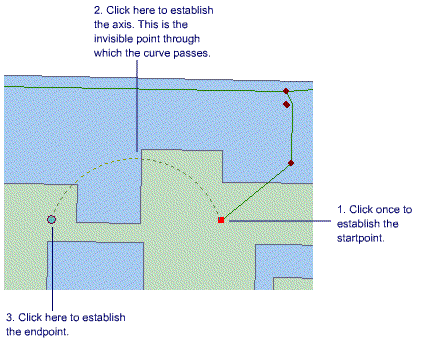 2. Click here to establish
the axis. This is the
invisible point through
which the curve passes.
1. Click once to
establish the
startpoint.
3. Click here to establish
the endpoint.